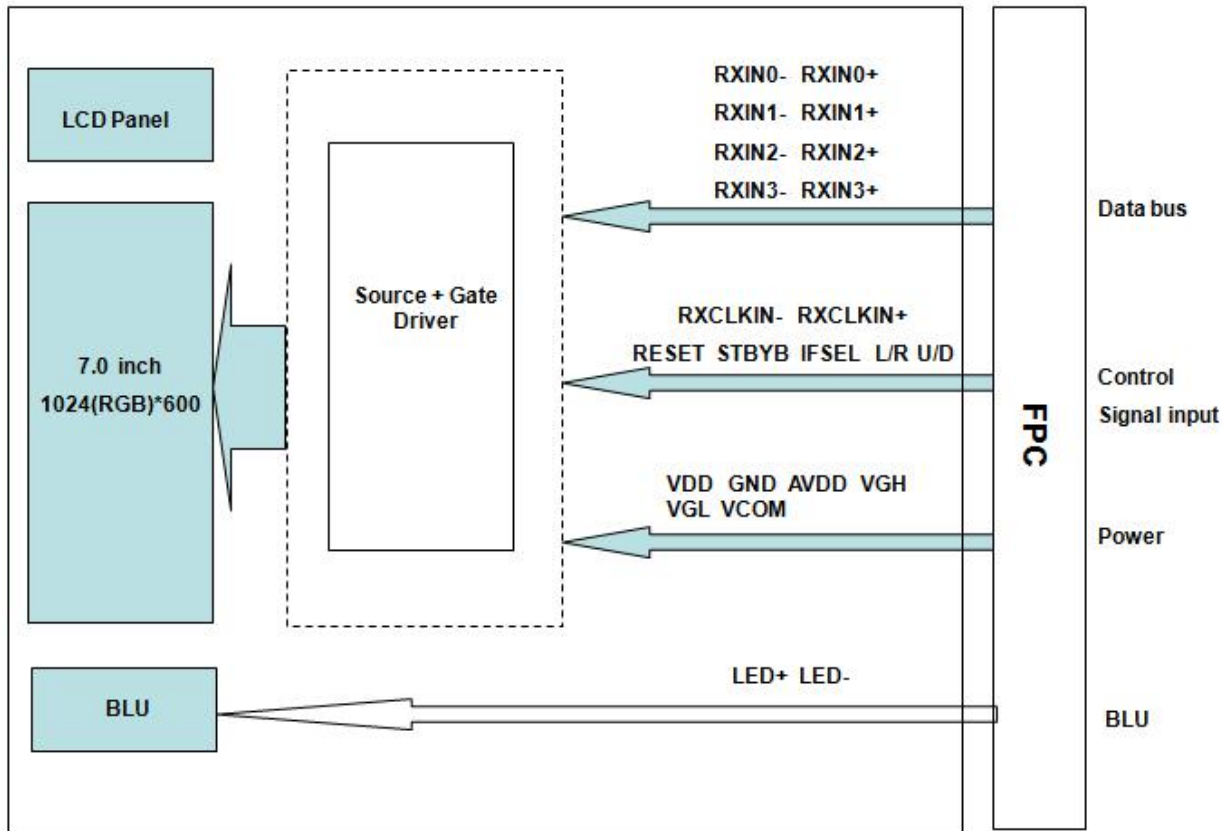 LCD Panel
7.0 inch
1024(RGB)*600
BLU
Source + Gate
Driver
RXIN0- RXIN0+
RXIN1- RXIN1+
RXIN2- RXIN2+
RXIN3- RXIN3+
RXCLKIN- RXCLKIN+
RESET STBYB IFSEL L/R U/D
VDD GND AVDD VGH
VGL VCOM
LED+ LED-
FPC
Data bus
Control
Signal input
Power
BLU